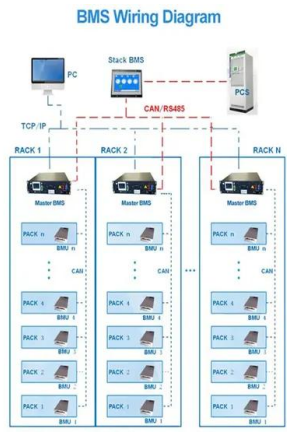 BMS Wiring Diagram
PC
Stack BMS
PCS
CAN/RS485
TCP/IP
RACK 1
RACK 2
RACK N
Master BMS
Master BMS
Master BMS
PACK n
BMU n
PACK n
BMU n
PACK n
BMU n
CAN
CAN
CAN
PACK 4
BMU 4
PACK 4
BMU 4
PACK 4
BMU 4
PACK 3
BMU 3
PACK 3
BMU 3
PACK 3
BMU 3
PACK 2
BMU 2
PACK 2
BMU 2
PACK 2
BMU 2
PACK 1
BMU 1
PACK 1
BMU 1
PACK 1
BMU 1